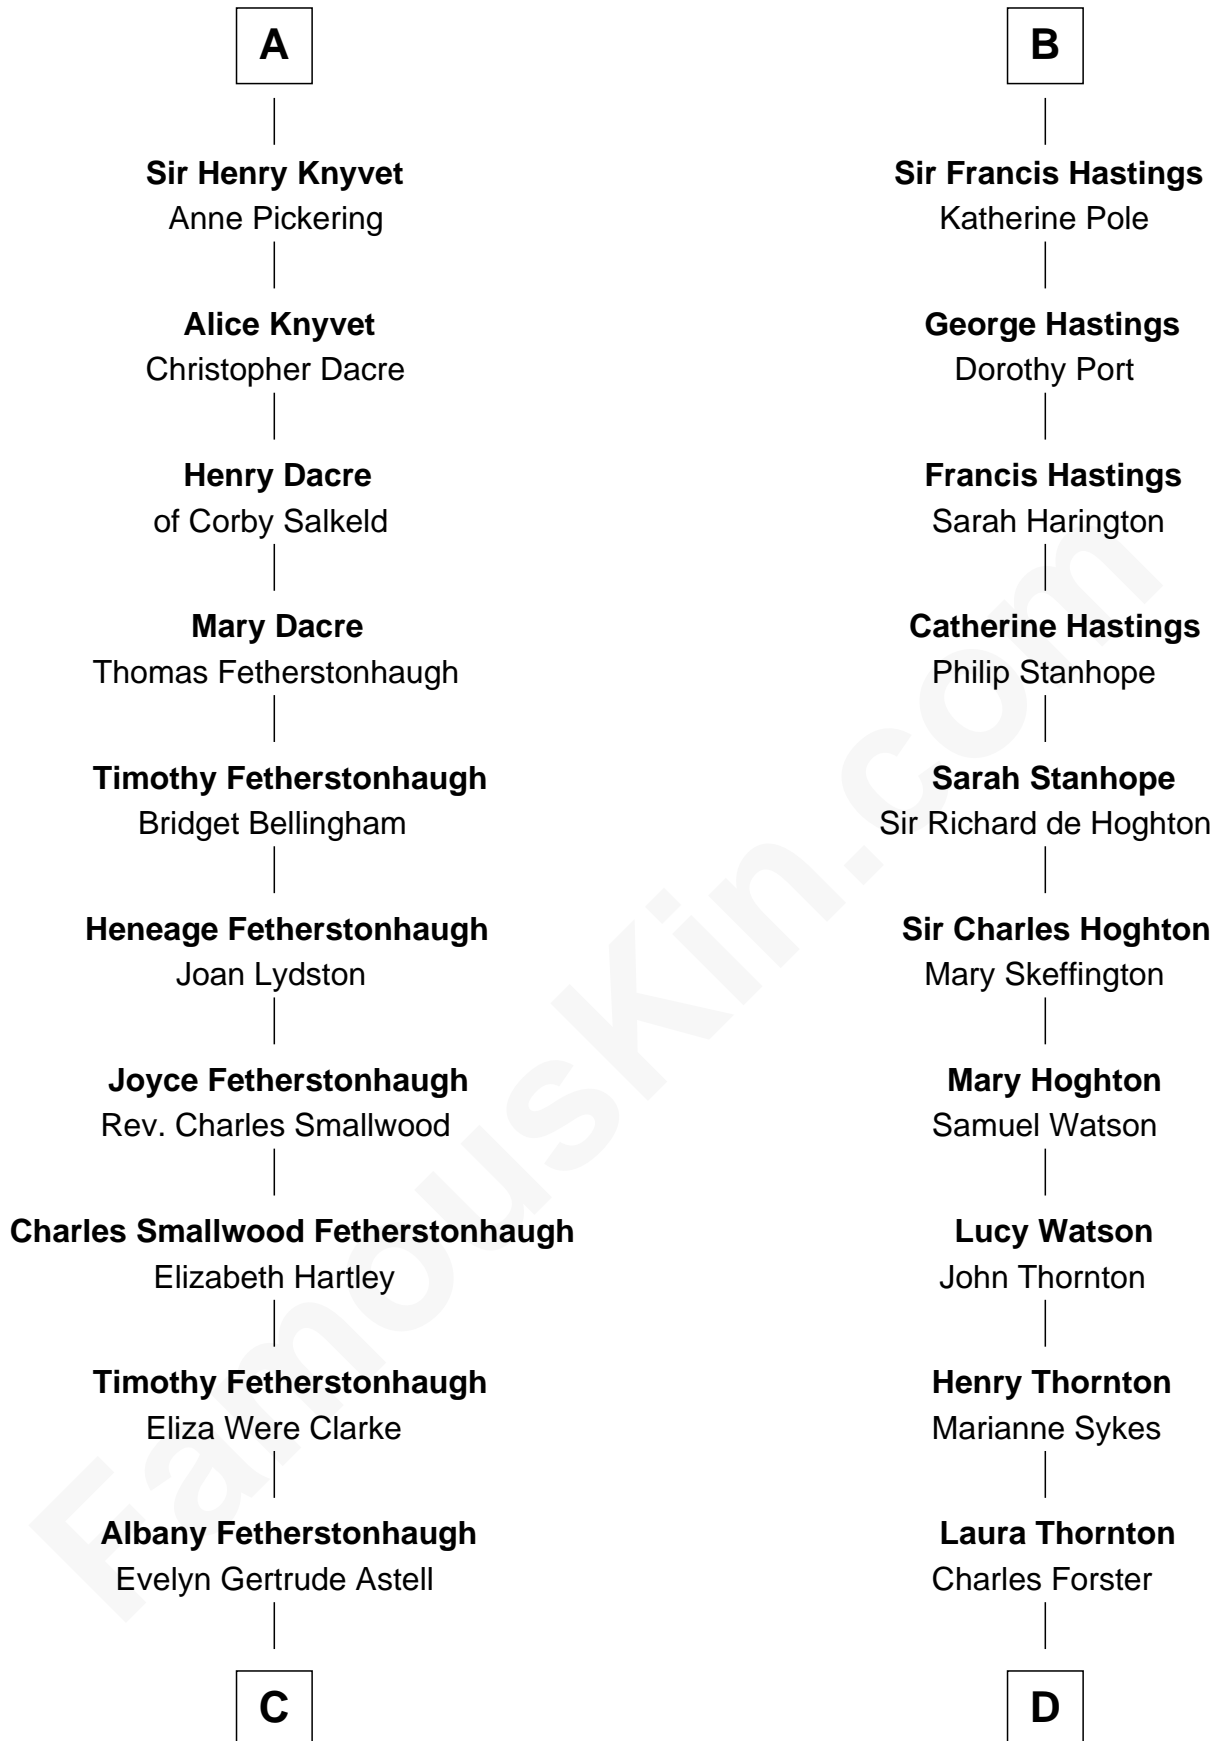 A
Sir Henry Knyvet
Anne Pickering
Alice Knyvet
Christopher Dacre
Henry Dacre
of Corby Salkeld
Mary Dacre
Thomas Fetherstonhaugh
Timothy Fetherstonhaugh
Bridget Bellingham
Heneage Fetherstonhaugh
Joan Lydston
Joyce Fetherstonhaugh
Rev. Charles Smallwood
Charles Smallwood Fetherstonhaugh
Elizabeth Hartley
Timothy Fetherstonhaugh
Eliza Were Clarke
Albany Fetherstonhaugh
Evelyn Gertrude Astell
C
B
Sir Francis Hastings
Katherine Pole
George Hastings
Dorothy Port
Francis Hastings
Sarah Harington
Catherine Hastings
Philip Stanhope
Sarah Stanhope
Sir Richard de Hoghton
Sir Charles Hoghton
Mary Skeffington
Mary Hoghton
Samuel Watson
Lucy Watson
John Thornton
Henry Thornton
Marianne Sykes
Laura Thornton
Charles Forster
D
FamousKin.com